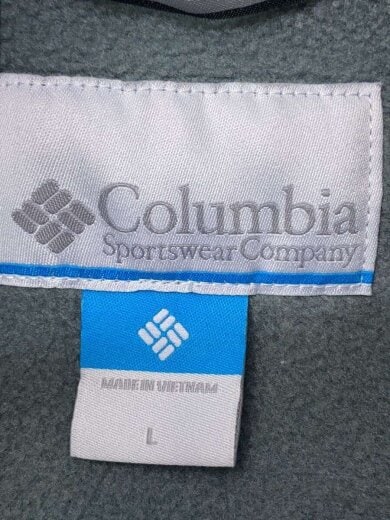 Columbia
Sportswear Company
MADE IN VIETNAM
L